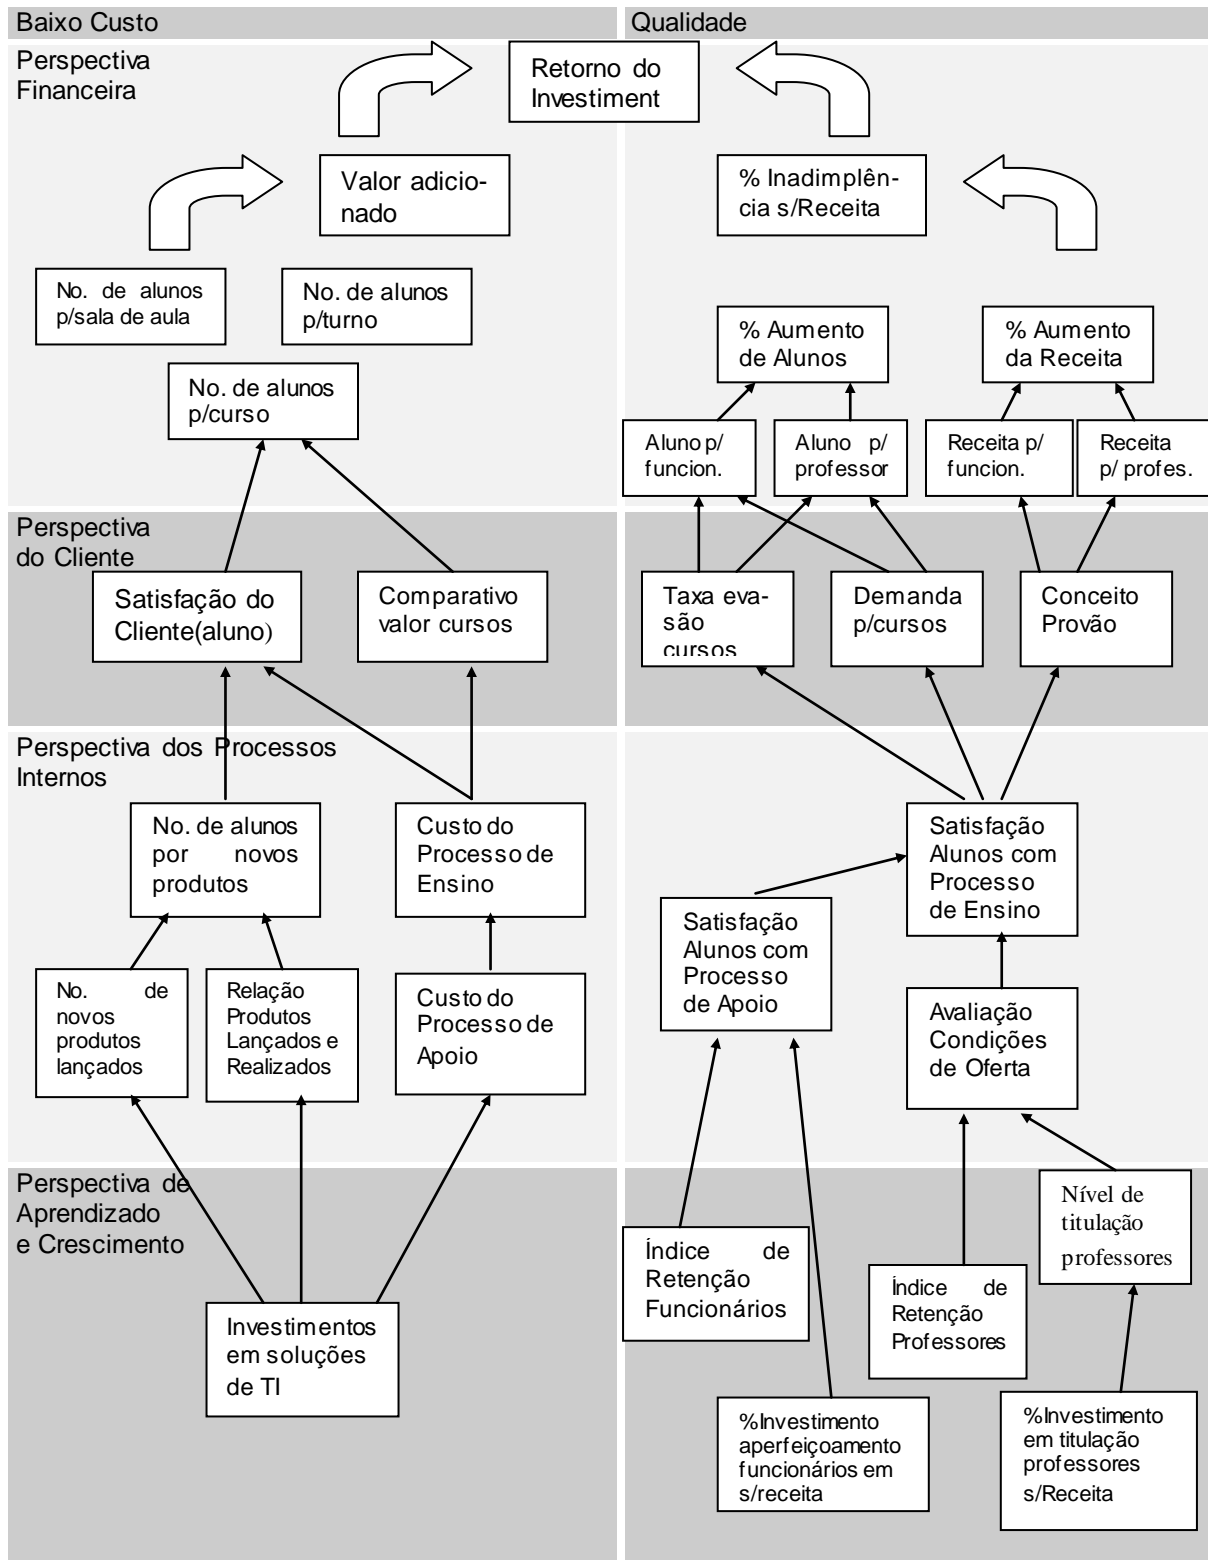 Baixo Custo
Qualidade
Perspectiva
Financeira
Retorno do
Investiment
Valor adicio-
nado
% Inadimplên-
cia s/Receita
No. de alunos
p/sala de aula
No. de alunos
p/turno
% Aumento
de Alunos
% Aumento
da Receita
No. de alunos
p/curso
Aluno p/
funcion.
Aluno p/
professor
Receita p/
funcion.
Receita
p/ profes.
Perspectiva
do Cliente
Satisfação do
Cliente(aluno)
Comparativo
valor cursos
Taxa eva-
são
cursos
Demanda
p/cursos
Conceito
Provão
Perspectiva dos Processos
Internos
No. de alunos
por novos
produtos
Custo do
Processo de
Ensino
Satisfação
Alunos com
Processo
de Ensino
Satisfação
Alunos com
Processo
de Apoio
No. de
novos
produtos
lançados
Relação
Produtos
Lançados e
Realizados
Custo do
Processo de
Apoio
Avaliação
Condições
de Oferta
Perspectiva de
Aprendizado
e Crescimento
Nível de
titulação
professores
Índice de
Retenção
Funcionários
Índice de
Retenção
Professores
Investimentos
em soluções
de TI
%Investimento
aperfeiçoamento
funcionários em
s/receita
%Investimento
em titulação
professores
s/Receita